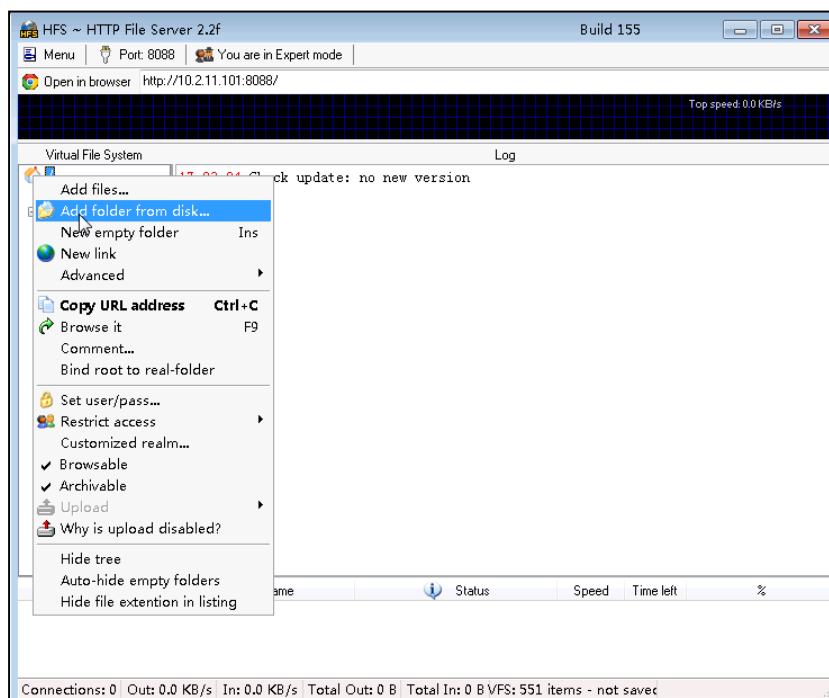 HFS ~ HTTP File Server 2.2f Build 155
Menu Port: 8088 You are in Expert mode
Open in browser http://10.2.11.101:8088/
Top speed: 0.0 KB/s
Virtual File System Log
Check update: no new version
Add files...
Add folder from disk...
New empty folder Ins
New link
Advanced
Copy URL address Ctrl+C
Browse it F9
Comment...
Bind root to real-folder
Set user/pass...
Restrict access
Customized realm...
Browsable
Archivable
Upload
Why is upload disabled?
Hide tree
Auto-hide empty folders
Hide file extention in listing
Status Speed Time left %
Connections: 0 Out: 0.0 KB/s In: 0.0 KB/s Total Out: 0 B Total In: 0 B VFS: 551 items - not saved